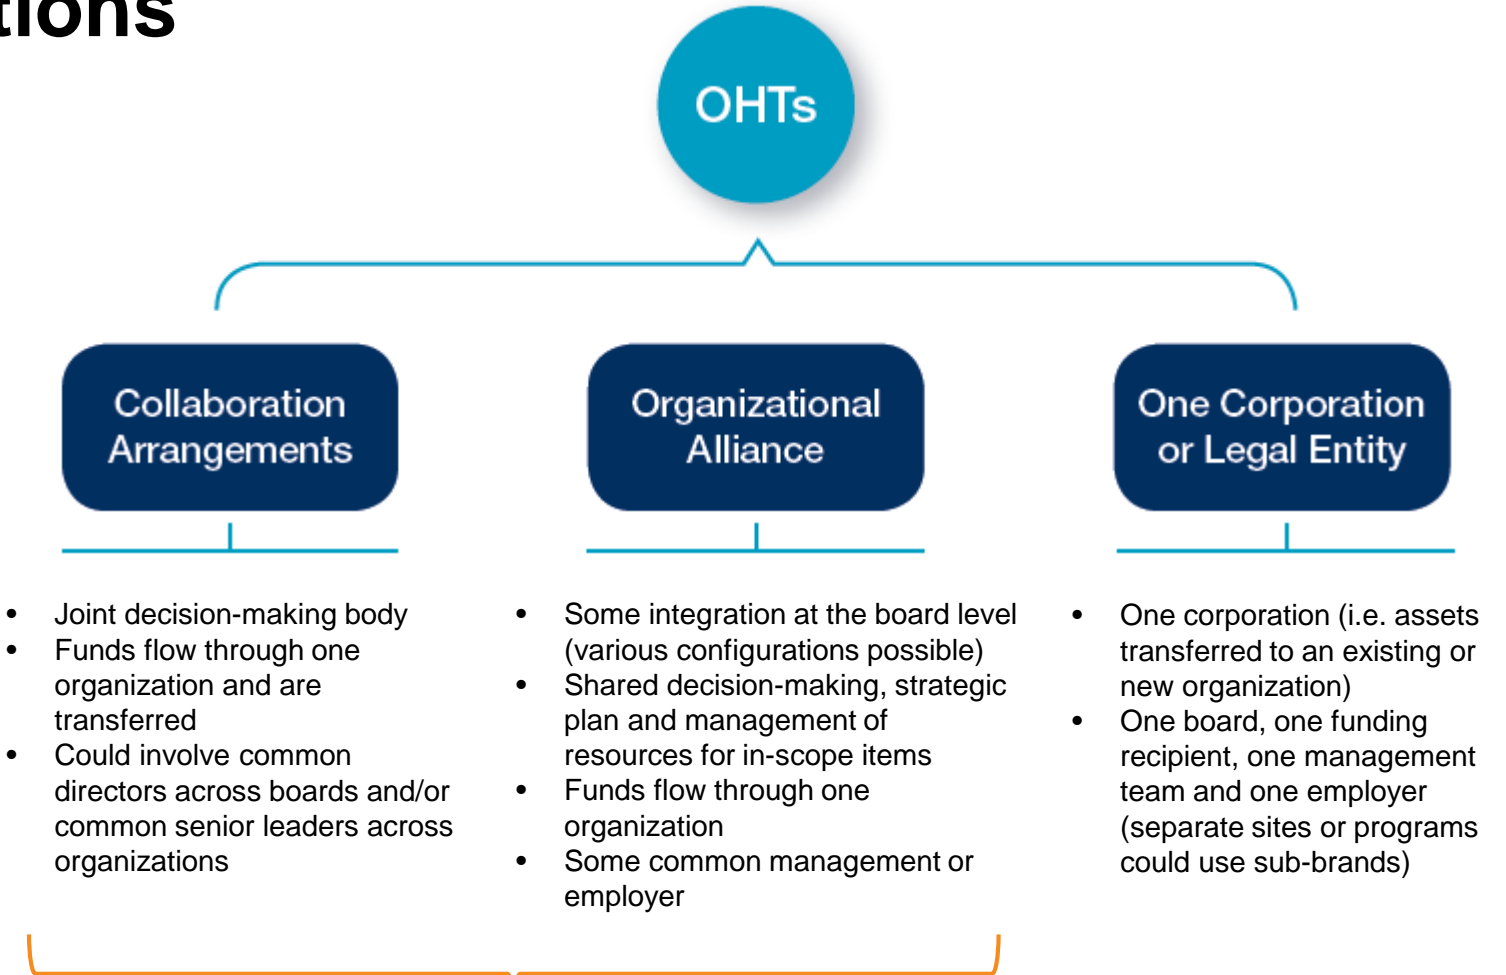 tions
OHTs
Collaboration
Arrangements
• Joint decision-making body
• Funds flow through one
organization and are
transferred
• Could involve common
directors across boards and/or
common senior leaders across
organizations
Organizational
Alliance
• Some integration at the board level
(various configurations possible)
• Shared decision-making, strategic
plan and management of
resources for in-scope items
• Funds flow through one
organization
• Some common management or
employer
One Corporation
or Legal Entity
• One corporation (i.e. assets
transferred to an existing or
new organization)
• One board, one funding
recipient, one management
team and one employer
(separate sites or programs
could use sub-brands)